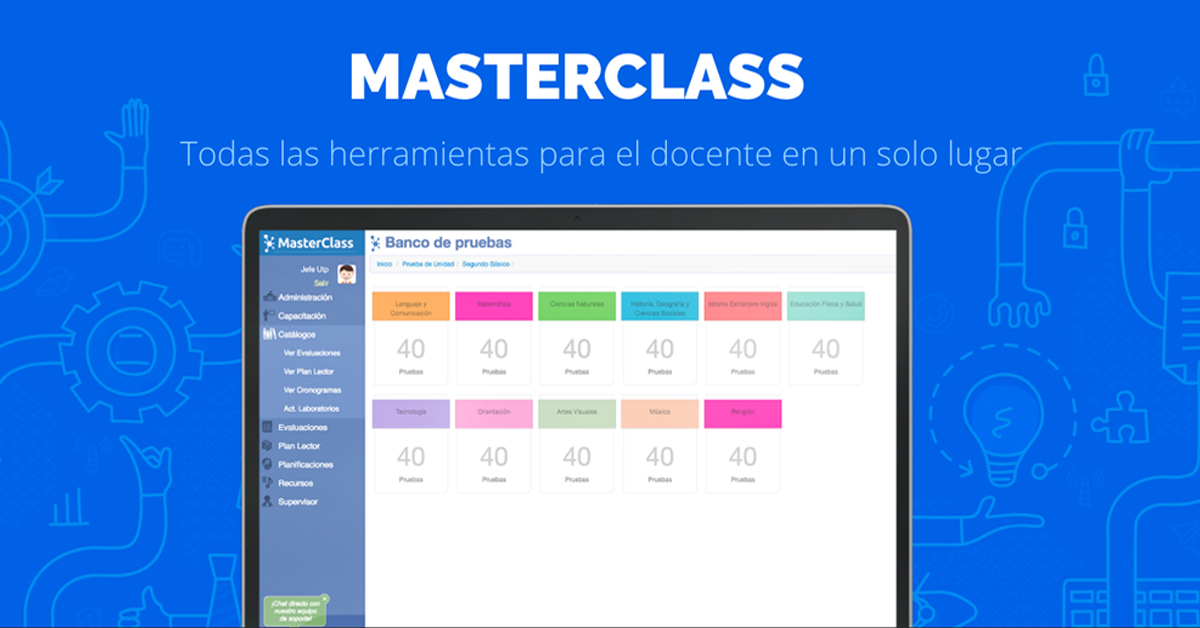 MASTERCLASS
Todas las herramientas para el docente en un solo lugar
MasterClass
Banco de pruebas
Jefe Utp
Salir
Inicio / Prueba de Unidad / Segundo Básico /
Administración
Capacitación
Catálogos
Ver Evaluaciones
Ver Plan Lector
Ver Cronogramas
Act. Laboratorios
Evaluaciones
Plan Lector
Planificaciones
Recursos
Supervisor
¡Chat directo con
nuestro equipo
de soporte!
Lenguaje y
Comunicación
40
Pruebas
Matemática
40
Pruebas
Ciencias Naturales
40
Pruebas
Historia, Geografía y
Ciencias Sociales
40
Pruebas
Idioma Extranjero Inglés
40
Pruebas
Educación Física y Salud
40
Pruebas
Tecnología
40
Pruebas
Orientación
40
Pruebas
Artes Visuales
40
Pruebas
Música
40
Pruebas
Religión
40
Pruebas